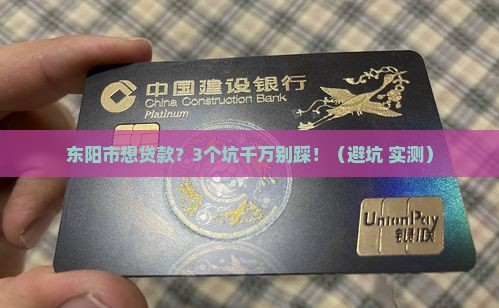 中国建设银行
China Construction Bank
Platinum
东阳市想贷款？3个坑千万别踩！（避坑 实测）
UnionPay
银联